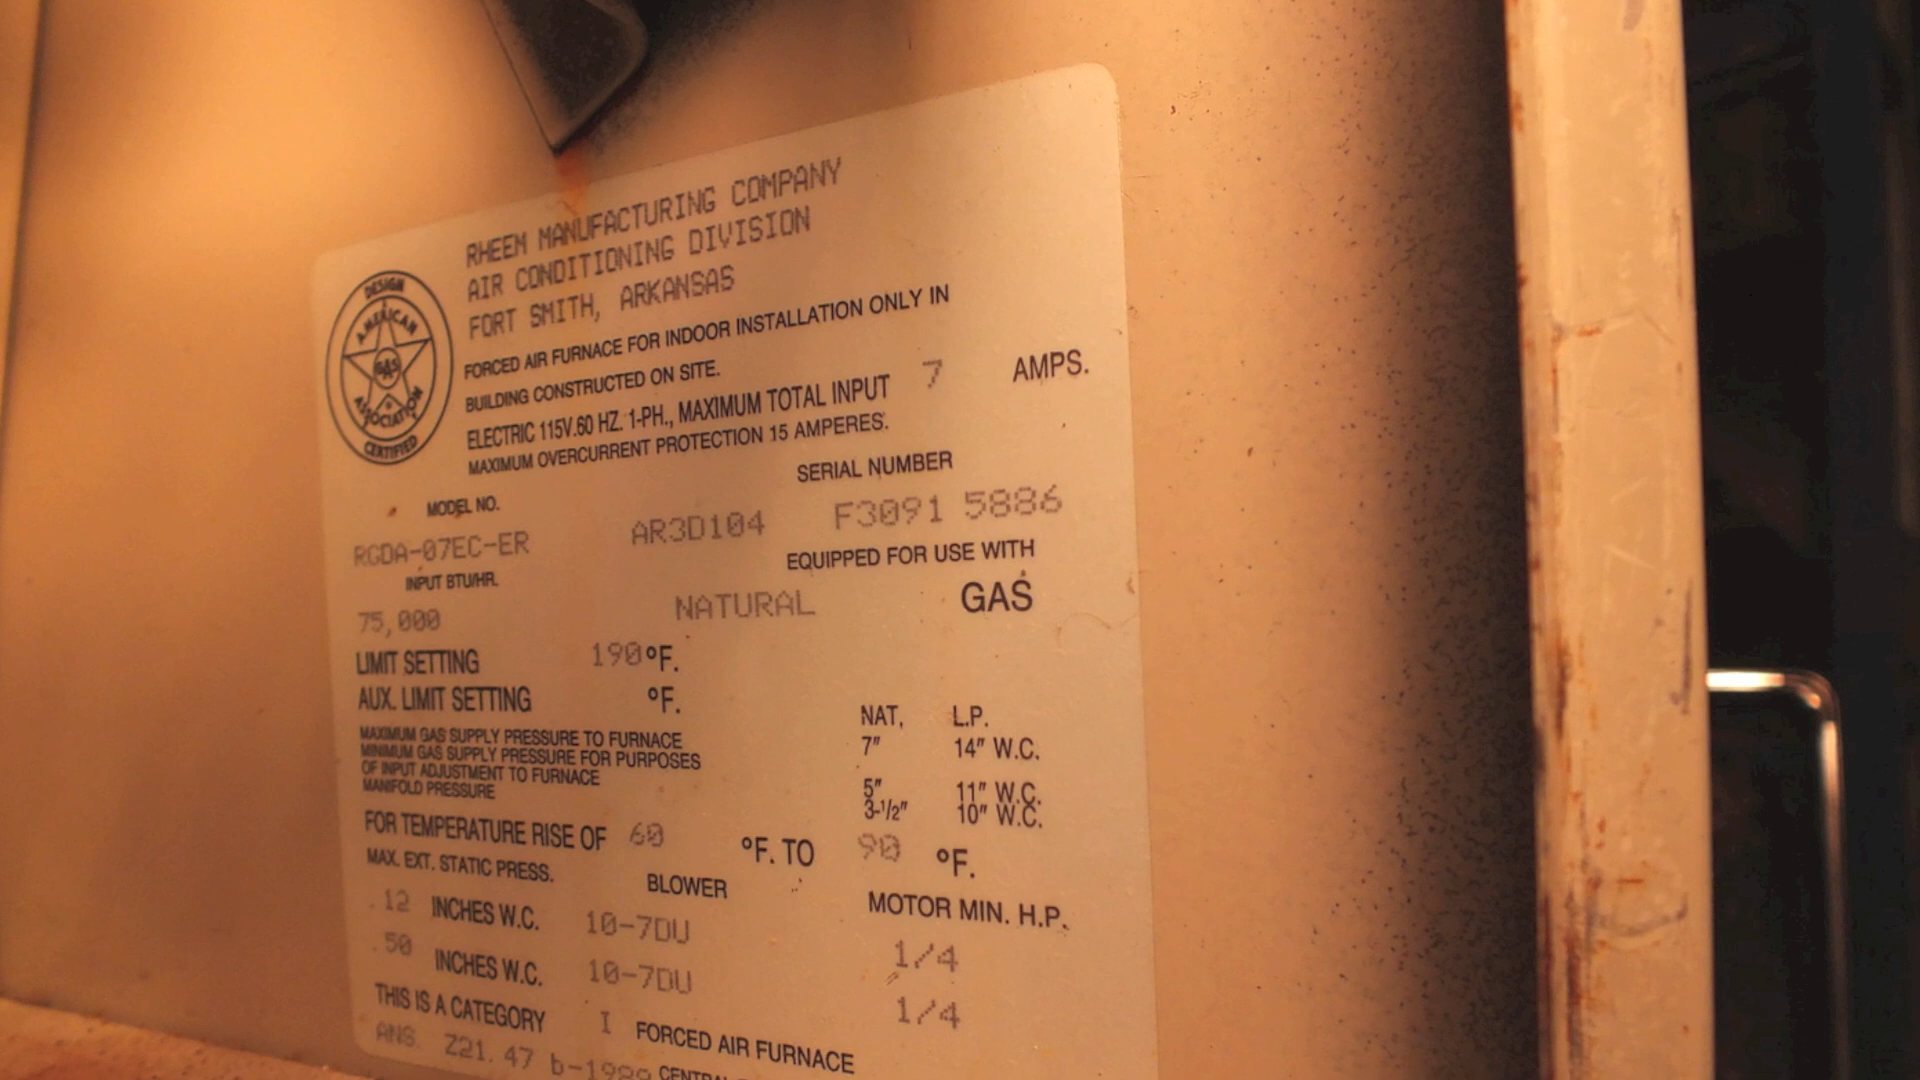 RHEEM MANUFACTURING COMPANY
AIR CONDITIONING DIVISION
FORT SMITH, ARKANSAS
DESIGN
AMERICAN
GAS
ASSOCIATION
CERTIFIED
FORCED AIR FURNACE FOR INDOOR INSTALLATION ONLY IN
BUILDING CONSTRUCTED ON SITE.
ELECTRIC 115V.60 HZ. 1-PH., MAXIMUM TOTAL INPUT 7 AMPS.
MAXIMUM OVERCURRENT PROTECTION 15 AMPERES.
MODEL NO. SERIAL NUMBER
RGDA-07EC-ER AR3D104 F3091 5886
INPUT BTU/HR. EQUIPPED FOR USE WITH
75,000 NATURAL GAS
LIMIT SETTING 190°F.
AUX. LIMIT SETTING °F.
NAT, L.P.
MAXIMUM GAS SUPPLY PRESSURE TO FURNACE 7" 14" W.C.
MINIMUM GAS SUPPLY PRESSURE FOR PURPOSES
OF INPUT ADJUSTMENT TO FURNACE 5" 11" W.C.
MANIFOLD PRESSURE 3-1/2" 10" W.C.
FOR TEMPERATURE RISE OF 60 °F. TO 90 °F.
MAX. EXT. STATIC PRESS. BLOWER MOTOR MIN. H.P.
.12 INCHES W.C. 10-7DU 1/4
.50 INCHES W.C. 10-7DU 1/4
THIS IS A CATEGORY I FORCED AIR FURNACE
ANS. Z21.47 b-1989